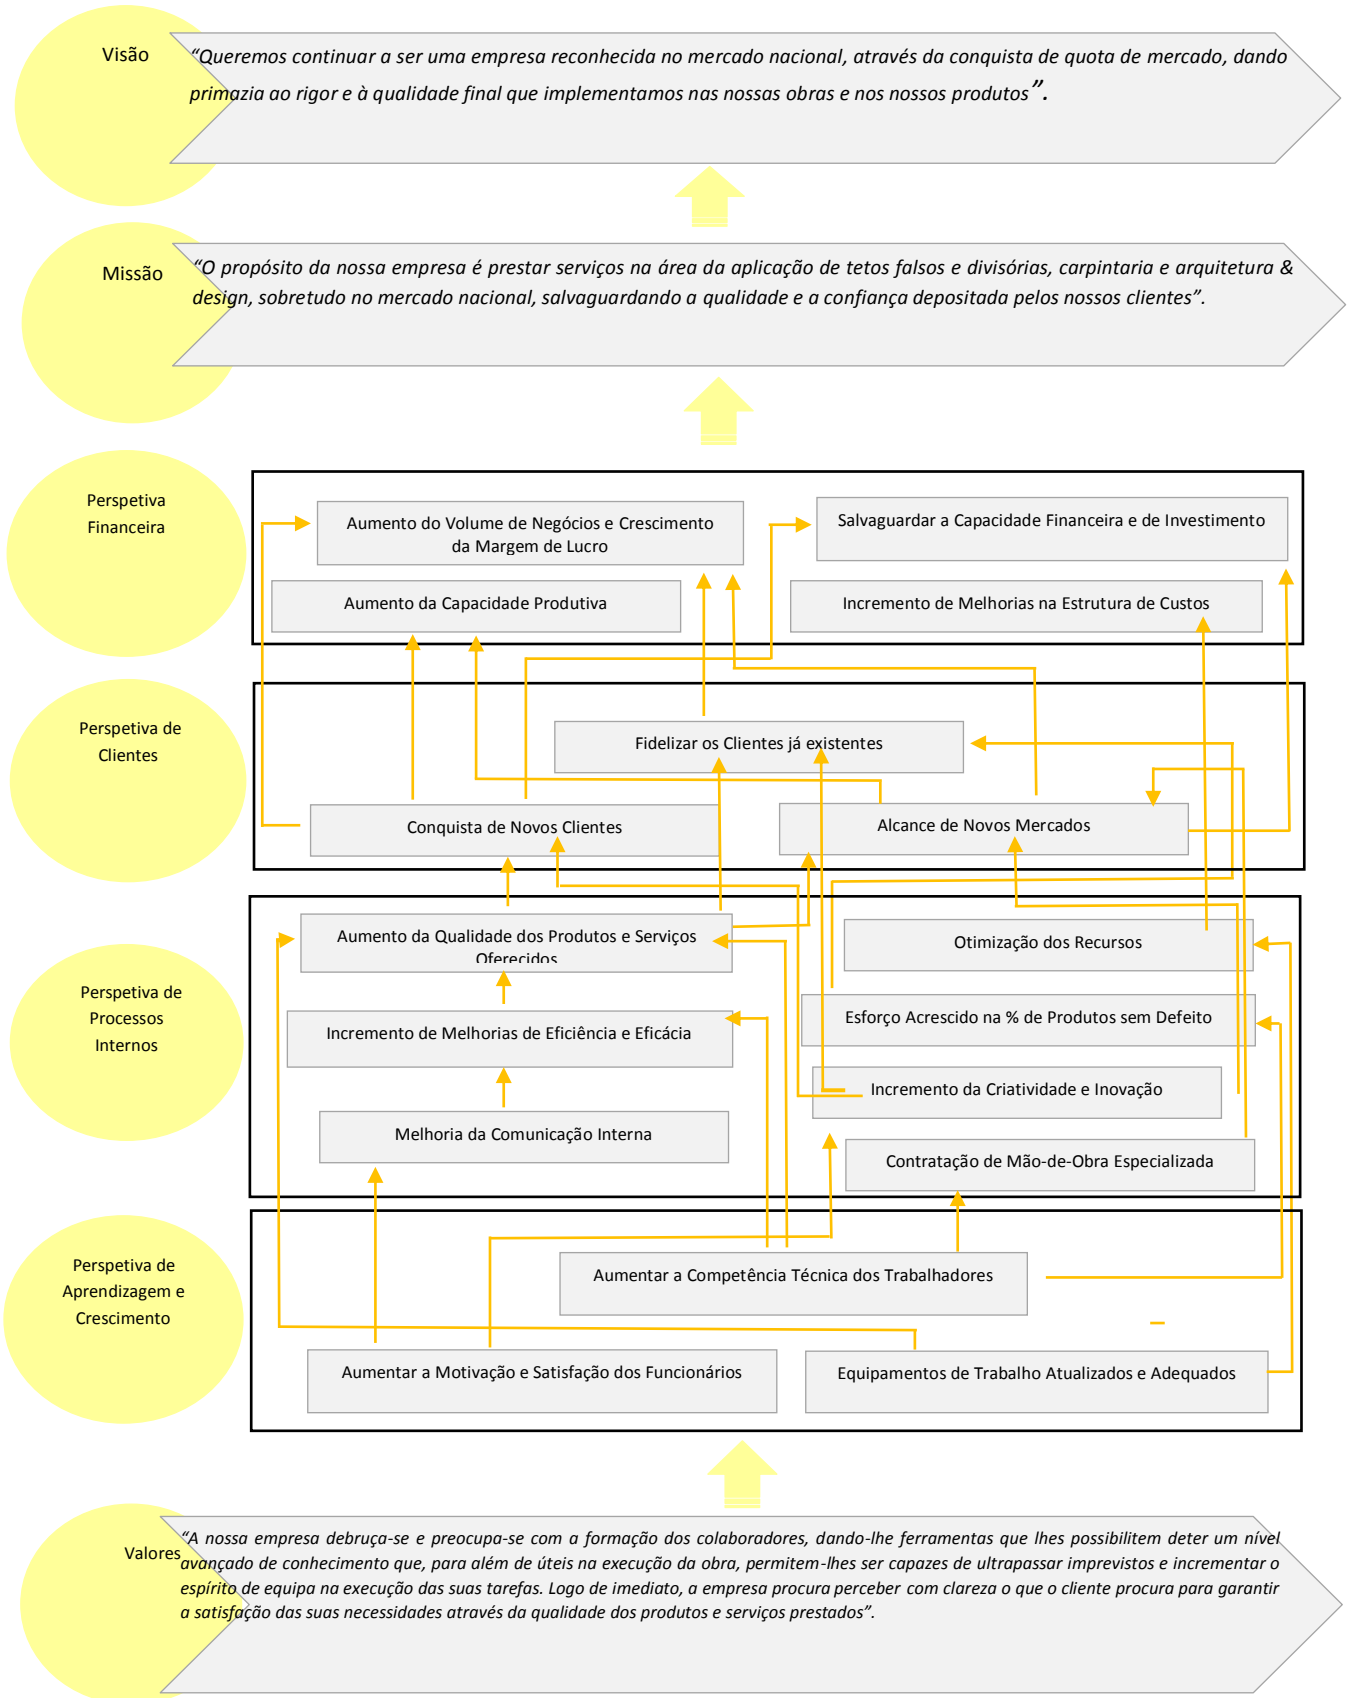 Visão
“Queremos continuar a ser uma empresa reconhecida no mercado nacional, através da conquista de quota de mercado, dando
primazia ao rigor e à qualidade final que implementamos nas nossas obras e nos nossos produtos”.
Missão
“O propósito da nossa empresa é prestar serviços na área da aplicação de tetos falsos e divisórias, carpintaria e arquitetura &
design, sobretudo no mercado nacional, salvaguardando a qualidade e a confiança depositada pelos nossos clientes”.
Perspetiva
Financeira
Aumento do Volume de Negócios e Crescimento
da Margem de Lucro
Salvaguardar a Capacidade Financeira e de Investimento
Aumento da Capacidade Produtiva
Incremento de Melhorias na Estrutura de Custos
Perspetiva de
Clientes
Fidelizar os Clientes já existentes
Conquista de Novos Clientes
Alcance de Novos Mercados
Perspetiva de
Processos
Internos
Aumento da Qualidade dos Produtos e Serviços
Oferecidos
Otimização dos Recursos
Incremento de Melhorias de Eficiência e Eficácia
Esforço Acrescido na % de Produtos sem Defeito
Incremento da Criatividade e Inovação
Melhoria da Comunicação Interna
Contratação de Mão-de-Obra Especializada
Perspetiva de
Aprendizagem e
Crescimento
Aumentar a Competência Técnica dos Trabalhadores
Aumentar a Motivação e Satisfação dos Funcionários
Equipamentos de Trabalho Atualizados e Adequados
Valores
“A nossa empresa debruça-se e preocupa-se com a formação dos colaboradores, dando-lhe ferramentas que lhes possibilitem deter um nível
avançado de conhecimento que, para além de úteis na execução da obra, permitem-lhes ser capazes de ultrapassar imprevistos e incrementar o
espírito de equipa na execução das suas tarefas. Logo de imediato, a empresa procura perceber com clareza o que o cliente procura para garantir
a satisfação das suas necessidades através da qualidade dos produtos e serviços prestados”.